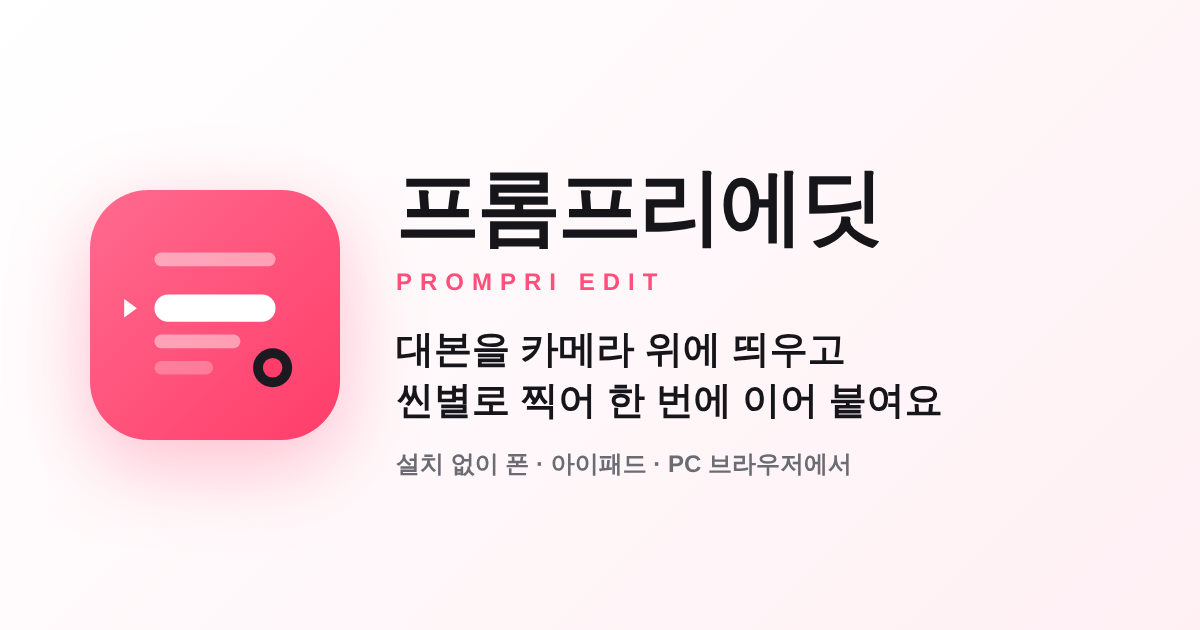 프롬프리에딧
PROMPRI EDIT
대본을 카메라 위에 띄우고
씬별로 찍어 한 번에 이어 붙여요
설치 없이 폰 · 아이패드 · PC 브라우저에서